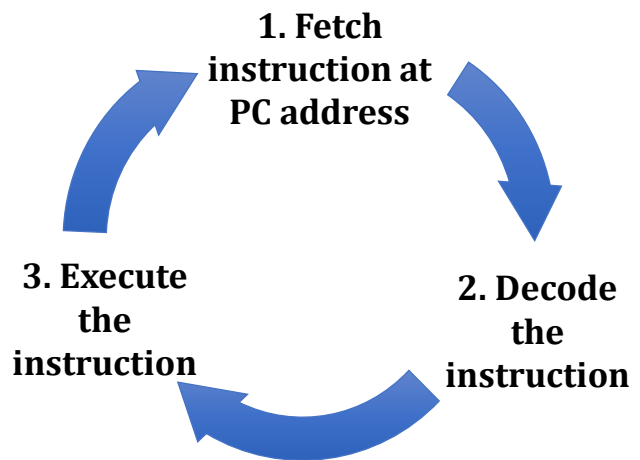 1. Fetch
instruction at
PC address
2. Decode
the
instruction
3. Execute
the
instruction